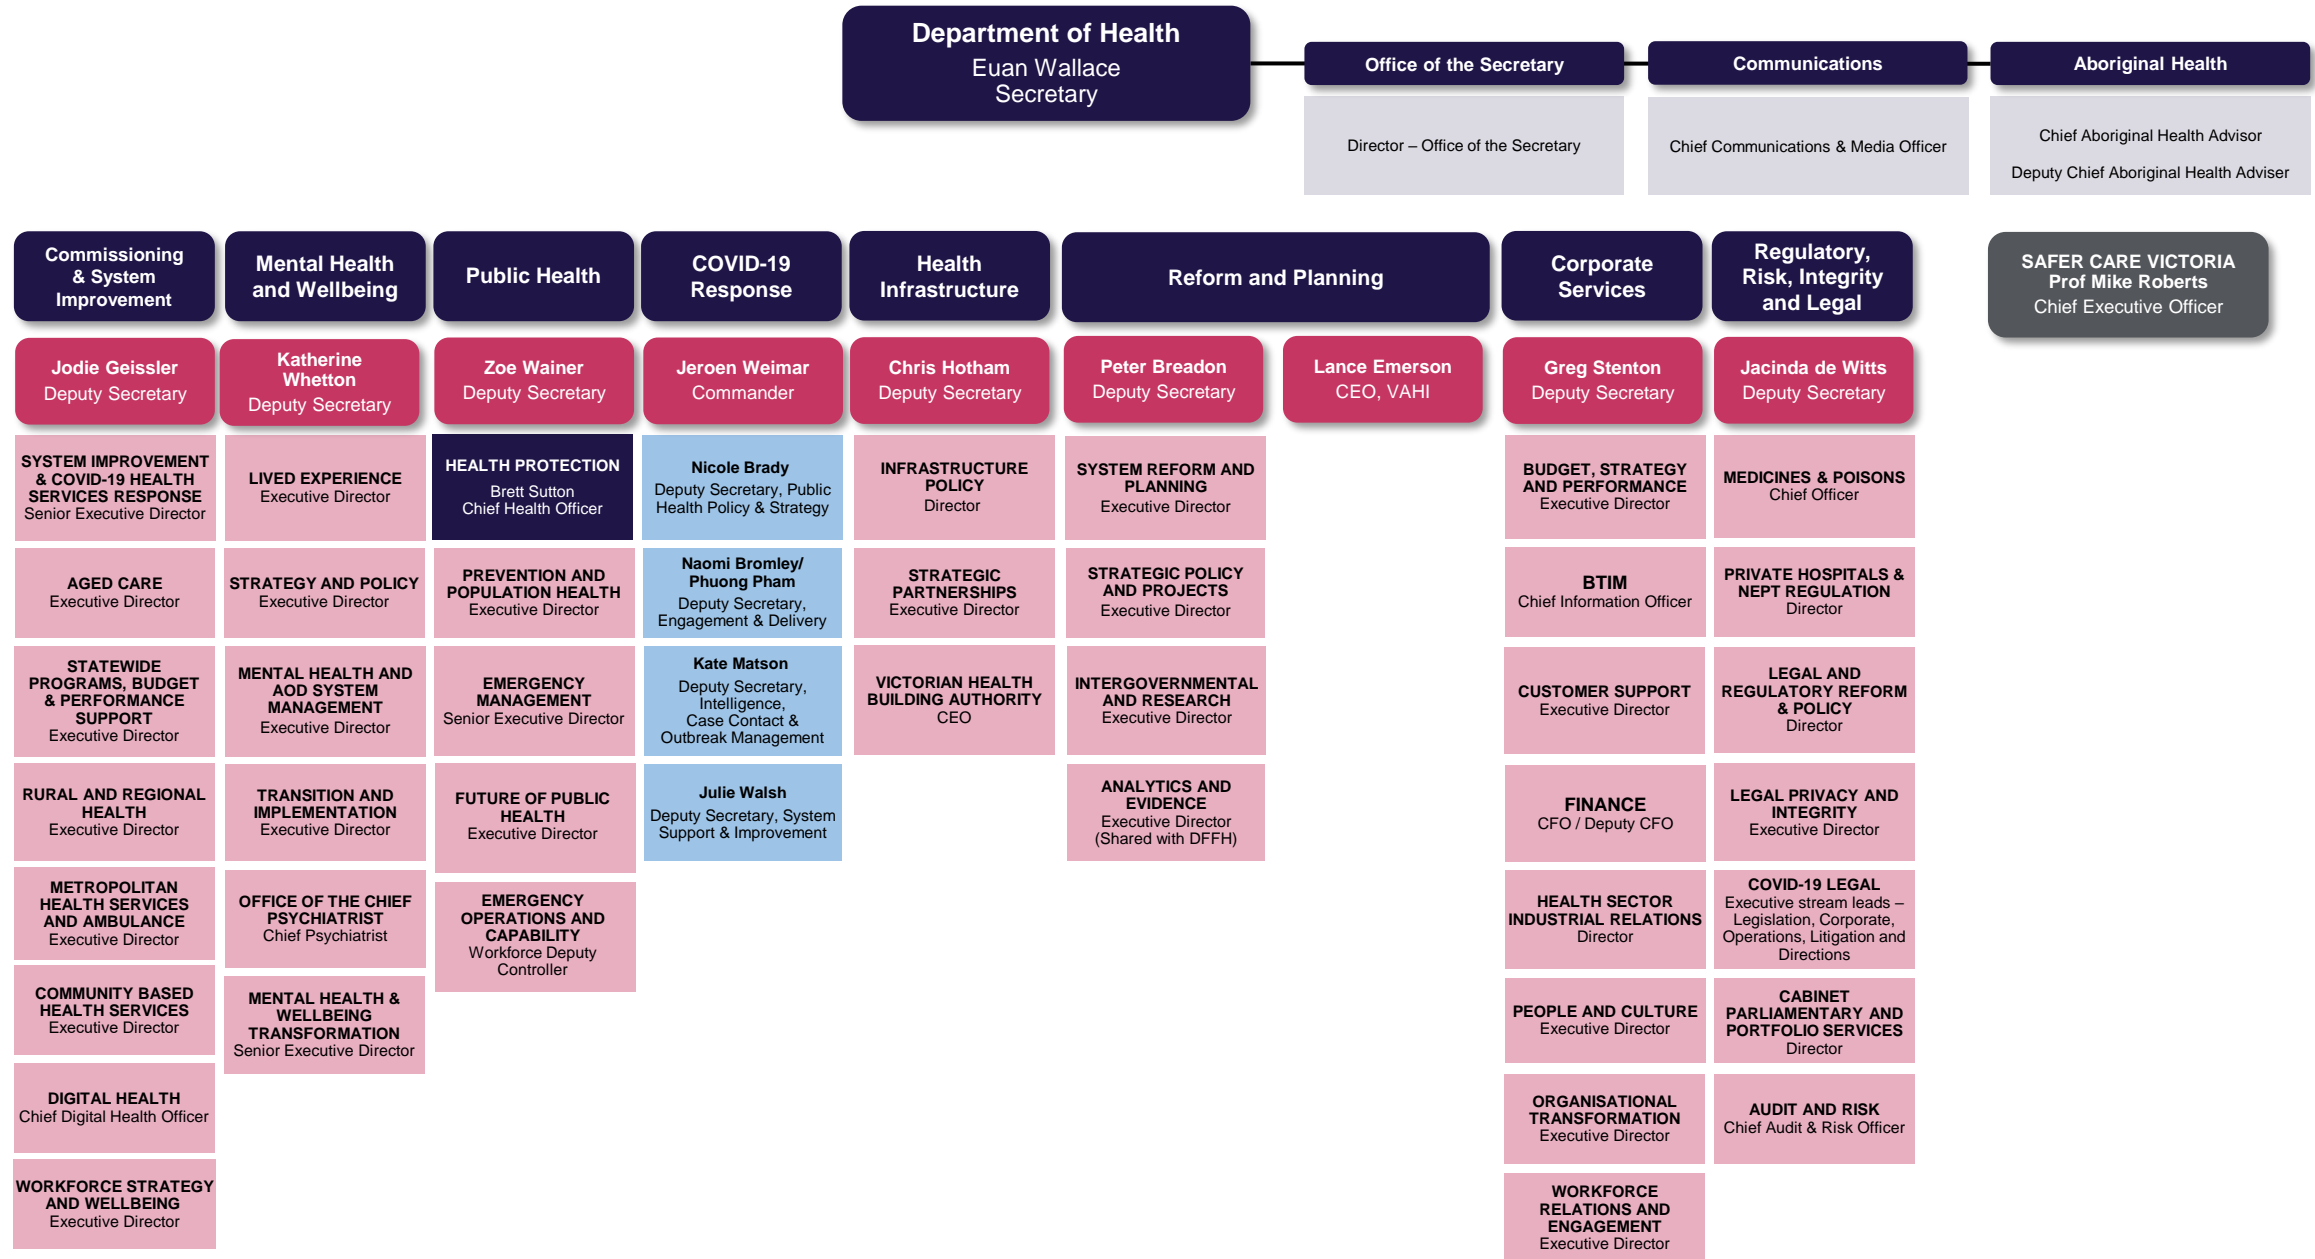 Department of Health
Euan Wallace
Secretary
Office of the Secretary
Director – Office of the Secretary
Communications
Chief Communications & Media Officer
Aboriginal Health
Chief Aboriginal Health Advisor
Deputy Chief Aboriginal Health Adviser
Commissioning
& System
Improvement
Jodie Geissler
Deputy Secretary
SYSTEM IMPROVEMENT
& COVID-19 HEALTH
SERVICES RESPONSE
Senior Executive Director
AGED CARE
Executive Director
STATEWIDE
PROGRAMS, BUDGET
& PERFORMANCE
SUPPORT
Executive Director
RURAL AND REGIONAL
HEALTH
Executive Director
METROPOLITAN
HEALTH SERVICES
AND AMBULANCE
Executive Director
COMMUNITY BASED
HEALTH SERVICES
Executive Director
DIGITAL HEALTH
Chief Digital Health Officer
WORKFORCE STRATEGY
AND WELLBEING
Executive Director
Mental Health
and Wellbeing
Katherine
Whetton
Deputy Secretary
LIVED EXPERIENCE
Executive Director
STRATEGY AND POLICY
Executive Director
MENTAL HEALTH AND
AOD SYSTEM
MANAGEMENT
Executive Director
TRANSITION AND
IMPLEMENTATION
Executive Director
OFFICE OF THE CHIEF
PSYCHIATRIST
Chief Psychiatrist
MENTAL HEALTH &
WELLBEING
TRANSFORMATION
Senior Executive Director
Public Health
Zoe Wainer
Deputy Secretary
HEALTH PROTECTION
Brett Sutton
Chief Health Officer
PREVENTION AND
POPULATION HEALTH
Executive Director
EMERGENCY
MANAGEMENT
Senior Executive Director
FUTURE OF PUBLIC
HEALTH
Executive Director
EMERGENCY
OPERATIONS AND
CAPABILITY
Workforce Deputy
Controller
COVID-19
Response
Jeroen Weimar
Commander
Nicole Brady
Deputy Secretary, Public
Health Policy & Strategy
Naomi Bromley/
Phuong Pham
Deputy Secretary,
Engagement & Delivery
Kate Matson
Deputy Secretary,
Intelligence,
Case Contact &
Outbreak Management
Julie Walsh
Deputy Secretary, System
Support & Improvement
Health
Infrastructure
Chris Hotham
Deputy Secretary
INFRASTRUCTURE
POLICY
Director
STRATEGIC
PARTNERSHIPS
Executive Director
VICTORIAN HEALTH
BUILDING AUTHORITY
CEO
Reform and Planning
Peter Breadon
Deputy Secretary
SYSTEM REFORM AND
PLANNING
Executive Director
STRATEGIC POLICY
AND PROJECTS
Executive Director
INTERGOVERNMENTAL
AND RESEARCH
Executive Director
ANALYTICS AND
EVIDENCE
Executive Director
(Shared with DFFH)
Lance Emerson
CEO, VAHI
Corporate
Services
Greg Stenton
Deputy Secretary
BUDGET, STRATEGY
AND PERFORMANCE
Executive Director
BTIM
Chief Information Officer
CUSTOMER SUPPORT
Executive Director
FINANCE
CFO / Deputy CFO
HEALTH SECTOR
INDUSTRIAL RELATIONS
Director
PEOPLE AND CULTURE
Executive Director
ORGANISATIONAL
TRANSFORMATION
Executive Director
WORKFORCE
RELATIONS AND
ENGAGEMENT
Executive Director
Regulatory,
Risk, Integrity
and Legal
Jacinda de Witts
Deputy Secretary
MEDICINES & POISONS
Chief Officer
PRIVATE HOSPITALS &
NEPT REGULATION
Director
LEGAL AND
REGULATORY REFORM
& POLICY
Director
LEGAL PRIVACY AND
INTEGRITY
Executive Director
COVID-19 LEGAL
Executive stream leads –
Legislation, Corporate,
Operations, Litigation and
Directions
CABINET
PARLIAMENTARY AND
PORTFOLIO SERVICES
Director
AUDIT AND RISK
Chief Audit & Risk Officer
SAFER CARE VICTORIA
Prof Mike Roberts
Chief Executive Officer